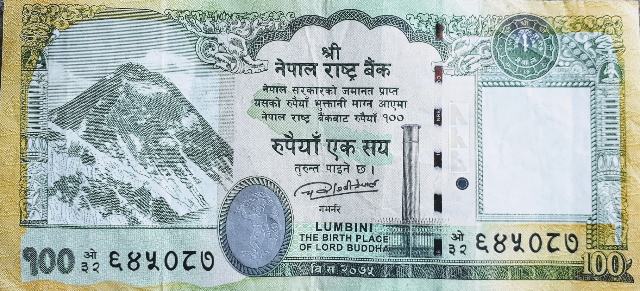 श्री
नेपाल राष्ट्र बैंक
नेपाल सरकारको जमानत प्राप्त
यसको रुपैयाँ भुक्तानी माग्न आएमा
नेपाल राष्ट्र बैंकबाट रुपैयाँ १००
रुपैयाँ एक सय
तुरुन्त पाइने छ ।
गभर्नर
LUMBINI
THE BIRTH PLACE
OF LORD BUDDHA
१०० ओ ३२ ६४५०८७
ओ ३२ ६४५०८७
100
वि सं २०७५